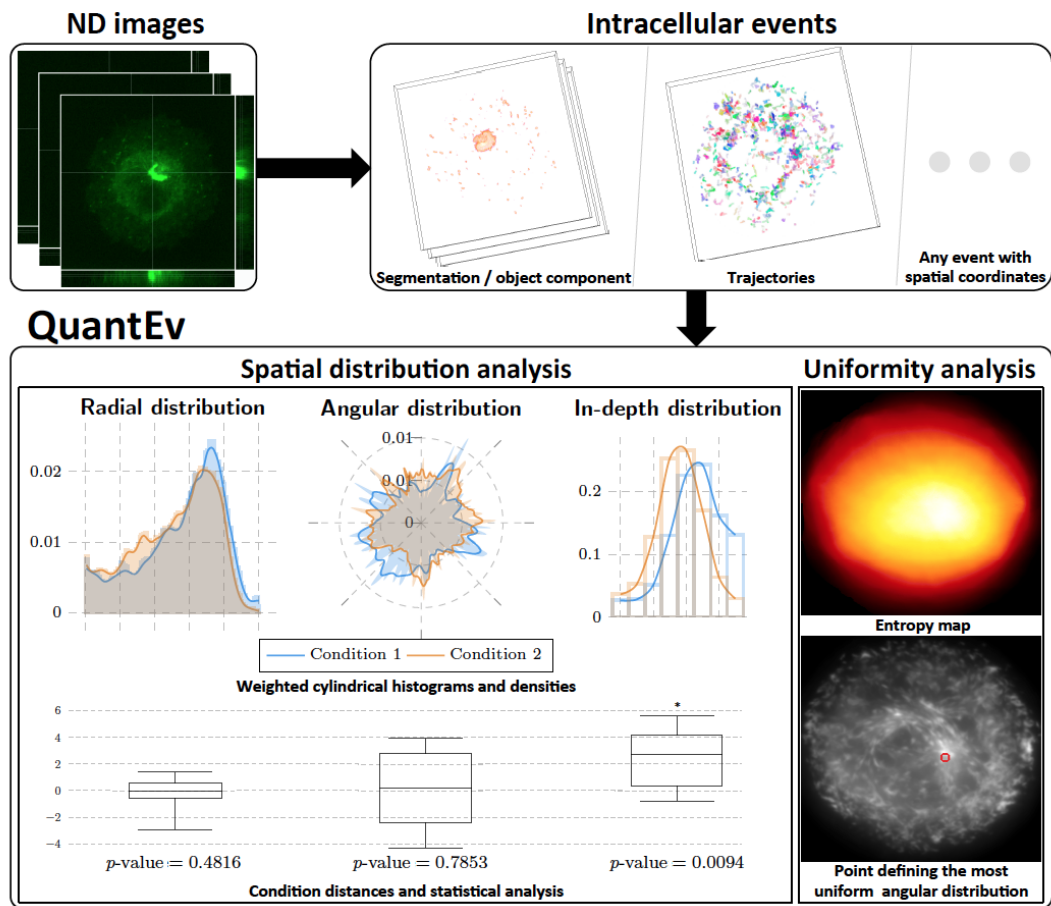 ND images
Intracellular events
Segmentation / object component
Trajectories
Any event with
spatial coordinates
QuantEv
Spatial distribution analysis
Uniformity analysis
Radial distribution
Angular distribution
In-depth distribution
0.02
0.01
0
0.01
0.01
0
0.2
0.1
0
Condition 1
Condition 2
Weighted cylindrical histograms and densities
Entropy map
6
4
2
0
−2
−4
*
p-value = 0.4816
p-value = 0.7853
p-value = 0.0094
Condition distances and statistical analysis
Point defining the most
uniform angular distribution